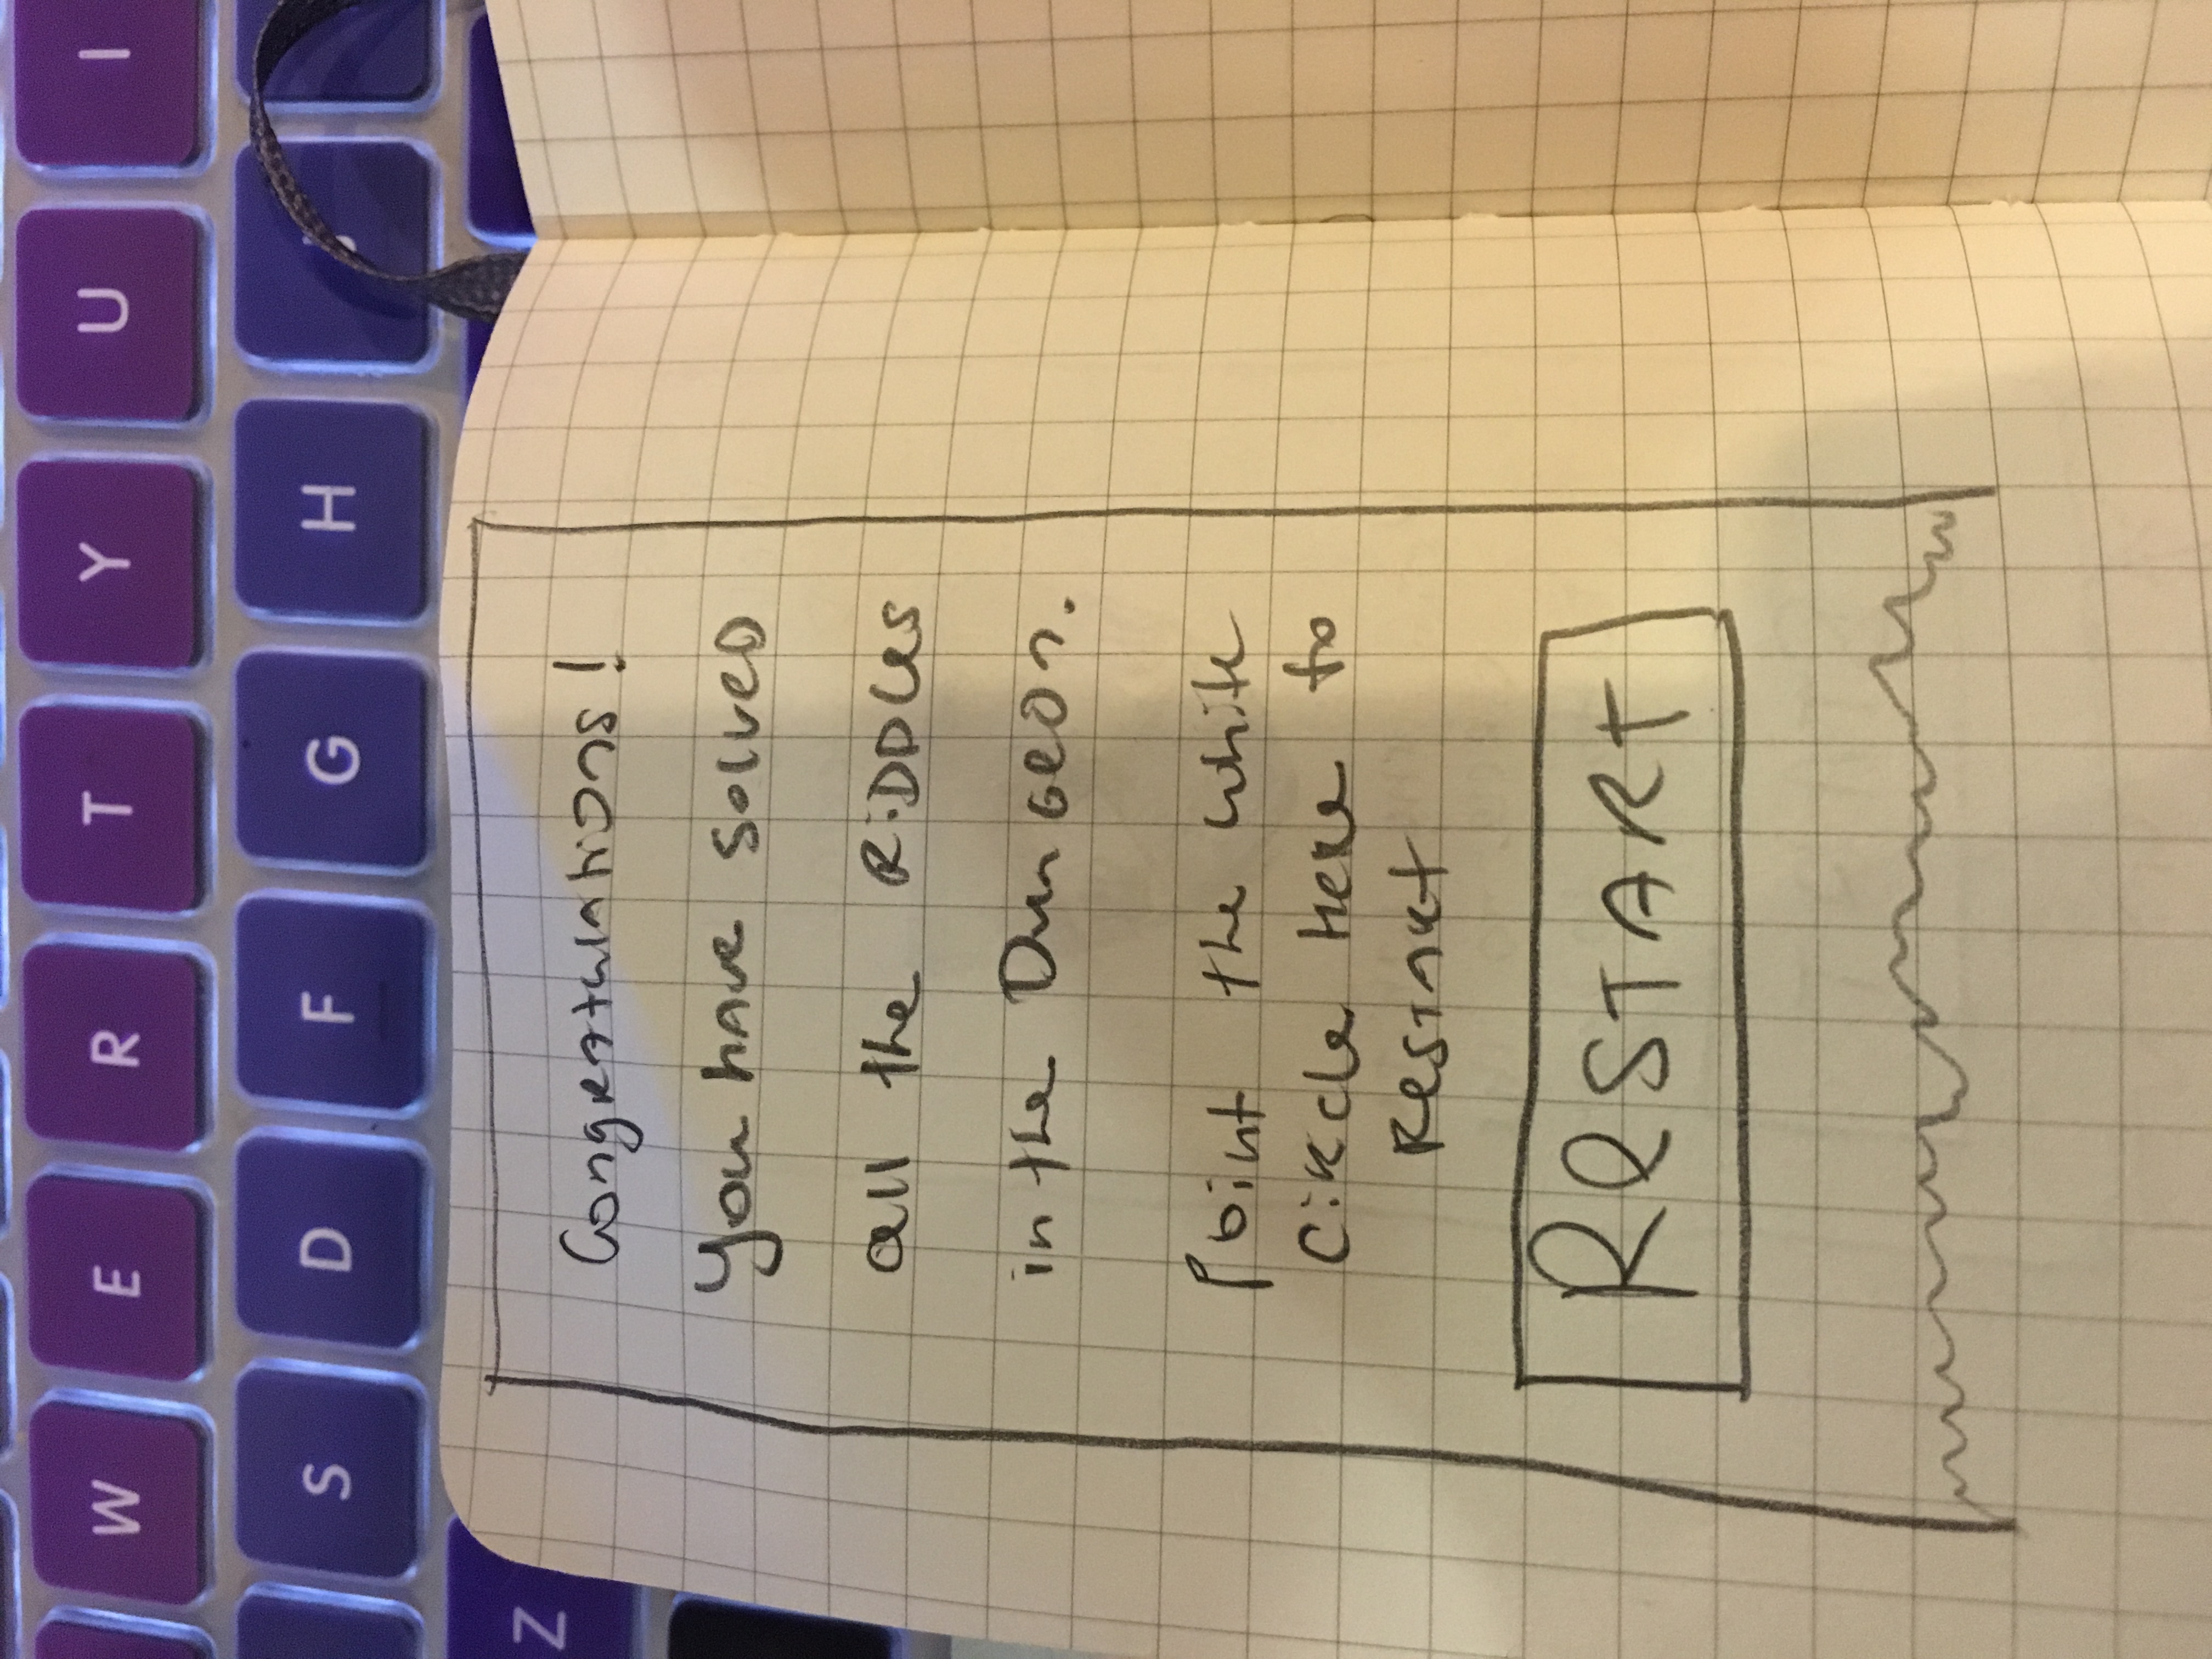 W E R T Y U I
S D F G H J
Z
Congratulations!
You have solved
all the RiDDles
in the Dungeon.
Point the white
circle here to
Restart
ReSTART